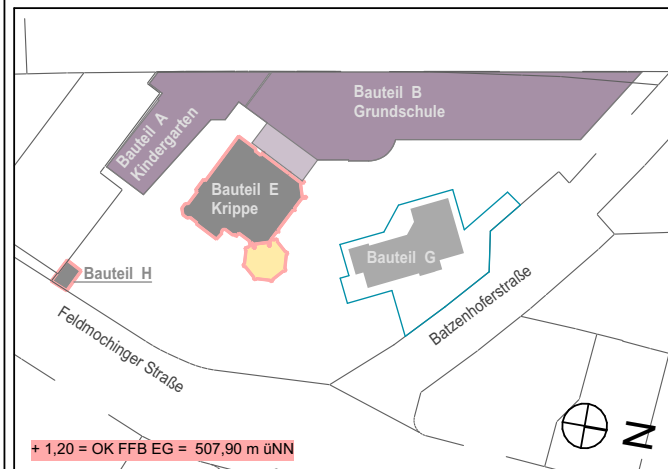 Bauteil B
Grundschule
Bauteil A
Kindergarten
Bauteil E
Krippe
Bauteil G
Bauteil H
Feldmochinger Straße
Batzenhoferstraße
N
+ 1,20 = OK FFB EG = 507,90 m üNN